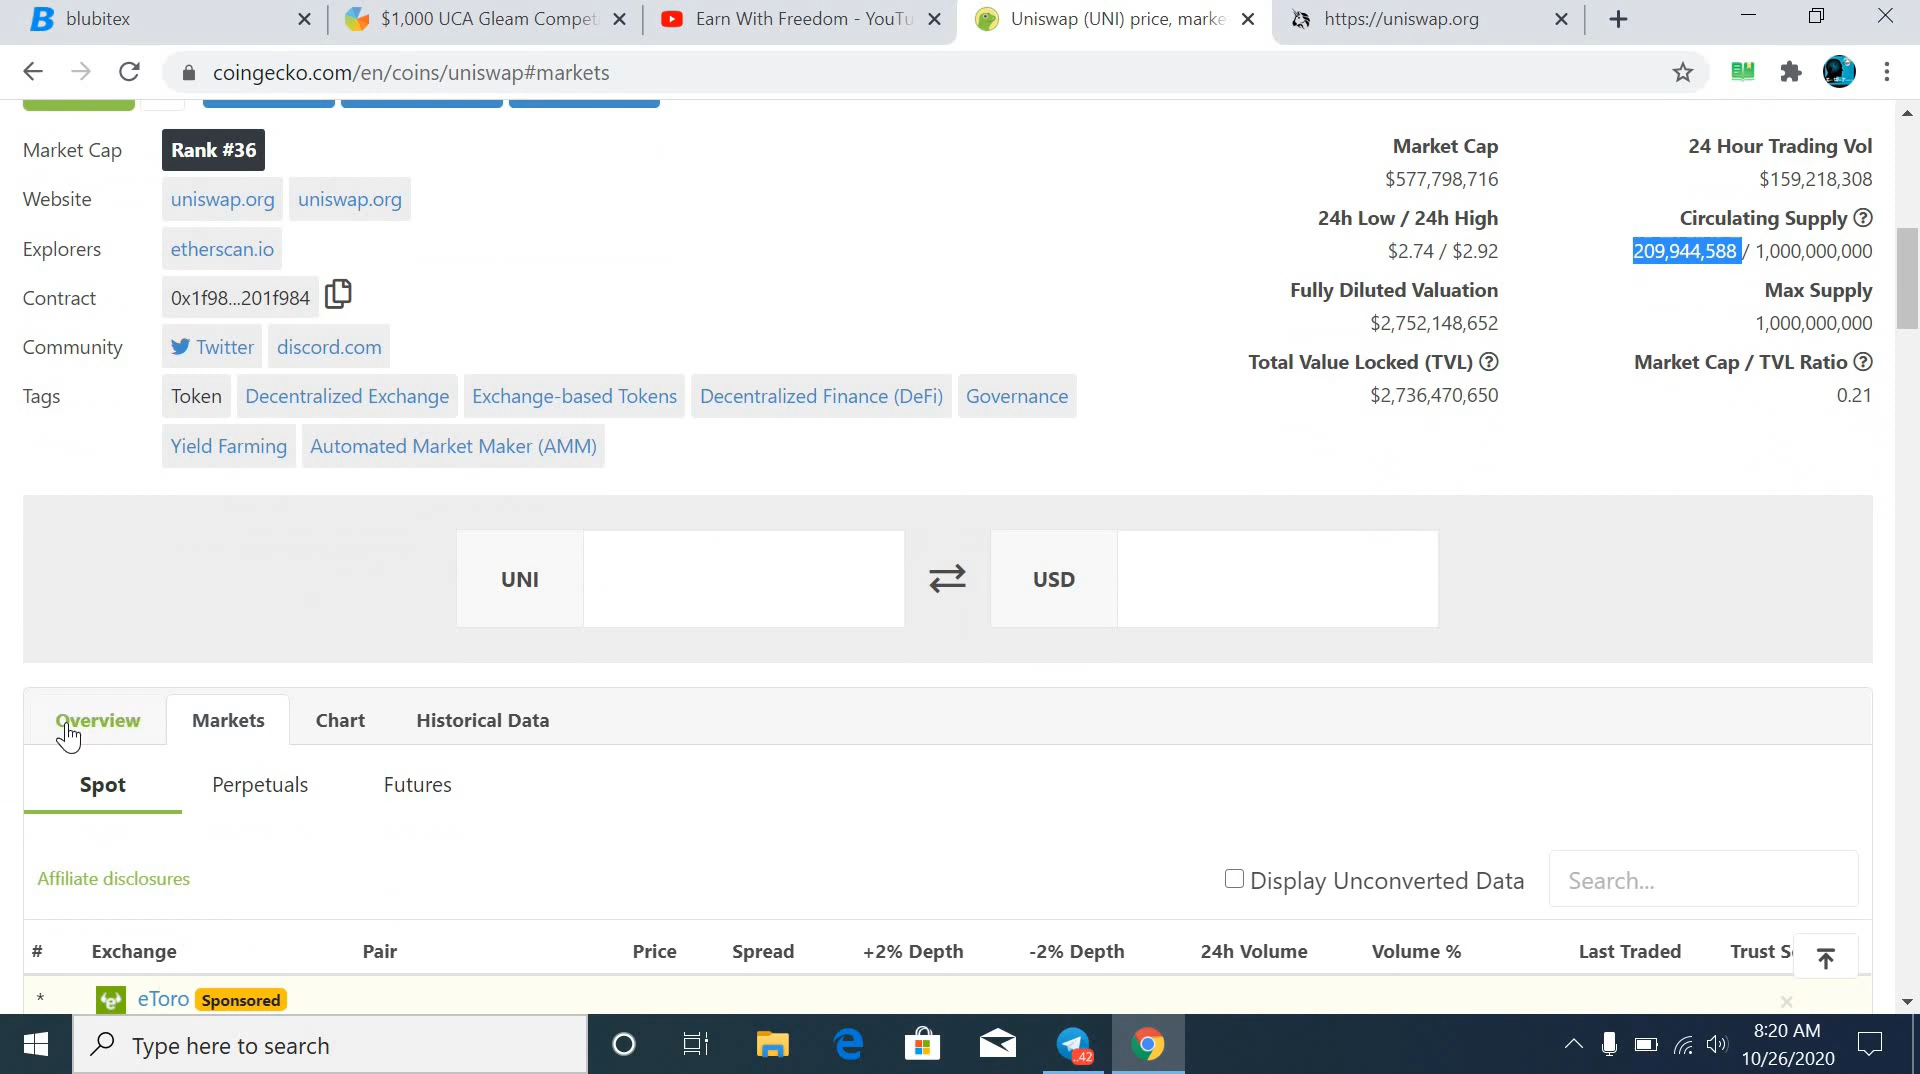 blubitex
$1,000 UCA Gleam Compet
Earn With Freedom - YouTu
Uniswap (UNI) price, marke
https://uniswap.org
coingecko.com/en/coins/uniswap#markets
Market Cap
Rank #36
Website
uniswap.org
uniswap.org
Explorers
etherscan.io
Contract
0x1f98...201f984
Community
Twitter
discord.com
Tags
Token
Decentralized Exchange
Exchange-based Tokens
Decentralized Finance (DeFi)
Governance
Yield Farming
Automated Market Maker (AMM)
Market Cap
$577,798,716
24 Hour Trading Vol
$159,218,308
24h Low / 24h High
$2.74 / $2.92
Circulating Supply
209,944,588 / 1,000,000,000
Fully Diluted Valuation
$2,752,148,652
Max Supply
1,000,000,000
Total Value Locked (TVL)
$2,736,470,650
Market Cap / TVL Ratio
0.21
UNI
USD
Overview
Markets
Chart
Historical Data
Spot
Perpetuals
Futures
Affiliate disclosures
Display Unconverted Data
Search...
#
Exchange
Pair
Price
Spread
+2% Depth
-2% Depth
24h Volume
Volume %
Last Traded
Trust S
*
eToro
Sponsored
Type here to search
..42
8:20 AM
10/26/2020